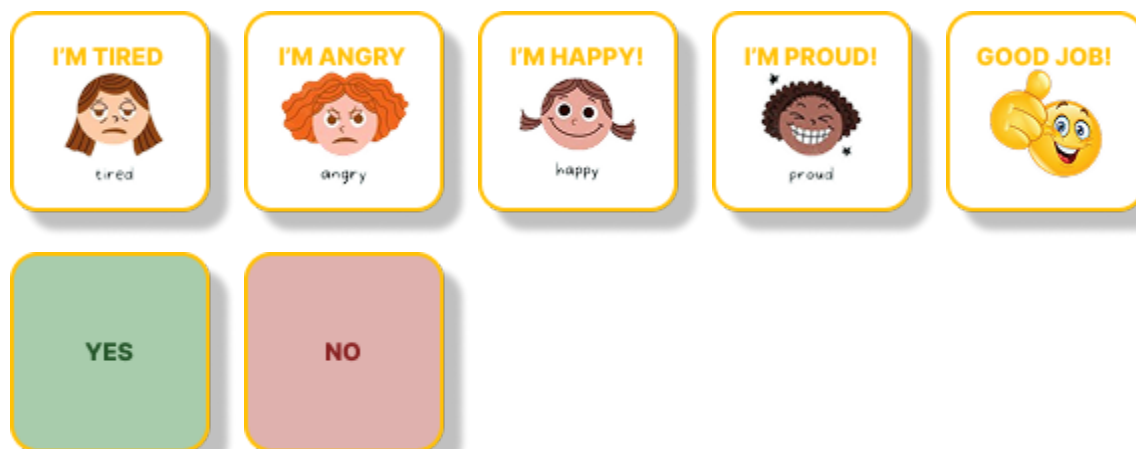 I'M TIRED
tired
I'M ANGRY
angry
I'M HAPPY!
happy
I'M PROUD!
proud
GOOD JOB!
YES
NO